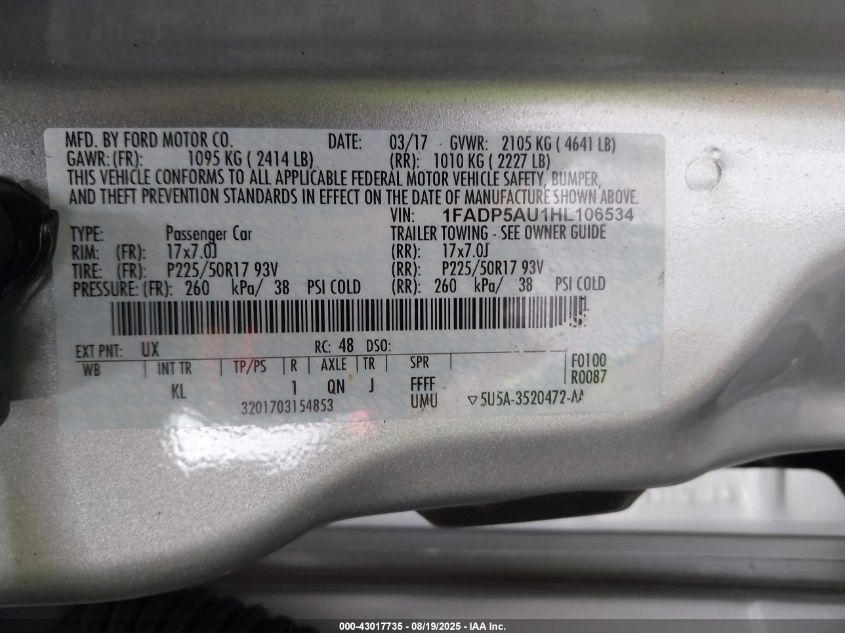 MFD. BY FORD MOTOR CO. DATE: 03/17 GVWR: 2105 KG ( 4641 LB)
GAWR:(FR): 1095 KG ( 2414 LB) (RR): 1010 KG ( 2227 LB)
THIS VEHICLE CONFORMS TO ALL APPLICABLE FEDERAL MOTOR VEHICLE SAFETY, BUMPER,
AND THEFT PREVENTION STANDARDS IN EFFECT ON THE DATE OF MANUFACTURE SHOWN ABOVE.
VIN: 1FADP5AU1HL106534
TYPE: Passenger Car TRAILER TOWING - SEE OWNER GUIDE
RIM: (FR): 17x7.0J (RR): 17x7.0J
TIRE: (FR): P225/50R17 93V (RR): P225/50R17 93V
PRESSURE: (FR): 260 kPa/ 38 PSI COLD (RR): 260 kPa/ 38 PSI COLD
EXT PNT: UX RC: 48 DSO:
WB INT TR TP/PS R AXLE TR SPR F0100
KL 1 QN J FFFF R0087
3201703154853 UMU ▽5U5A-3520472-AA
000-43017735 - 08/19/2025 - IAA Inc.